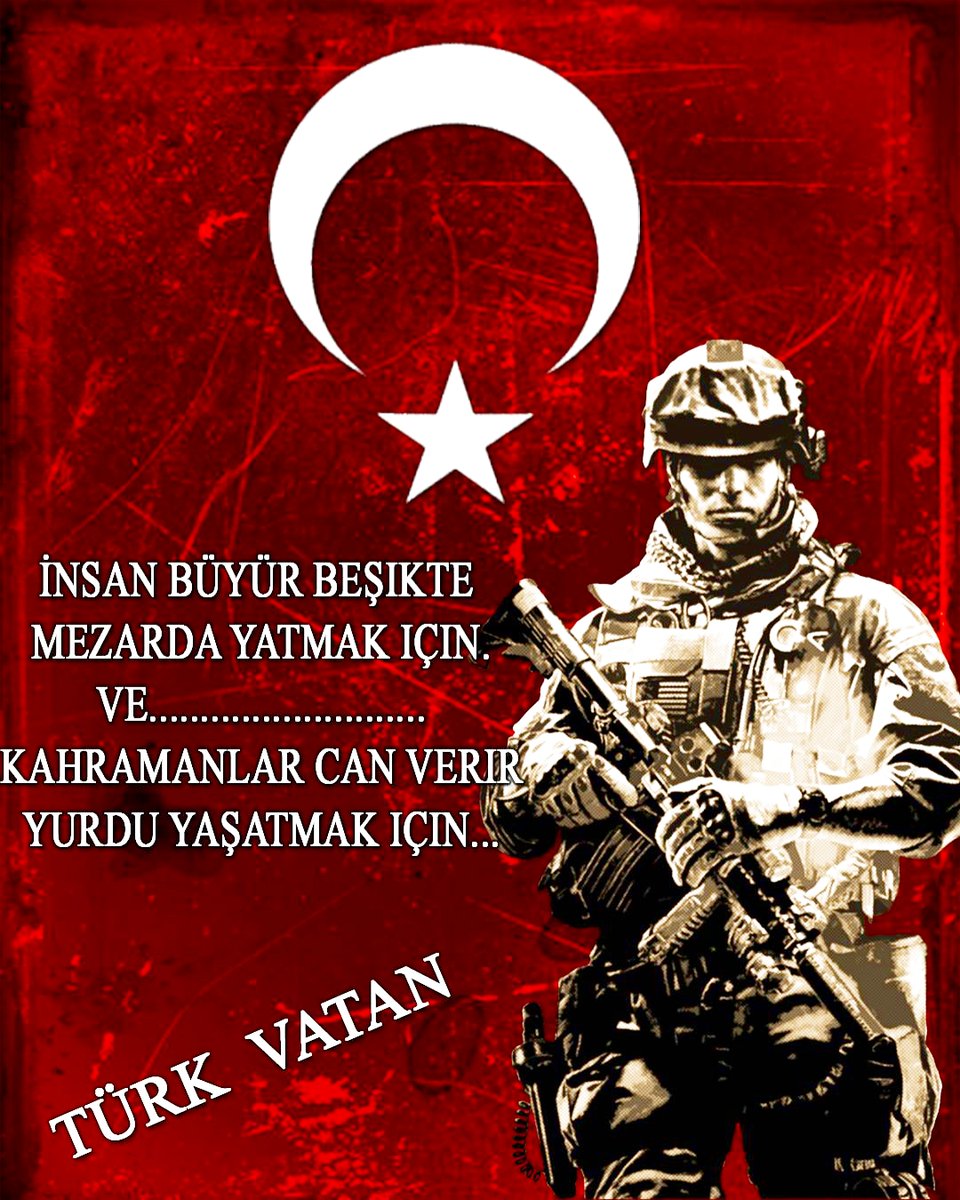 İNSAN BÜYÜR BEŞIKTE
MEZARDA YATMAK IÇIN.
VE...........................
KAHRAMANLAR CAN VERIR
YURDU YAŞATMAK IÇIN...
TÜRK VATAN